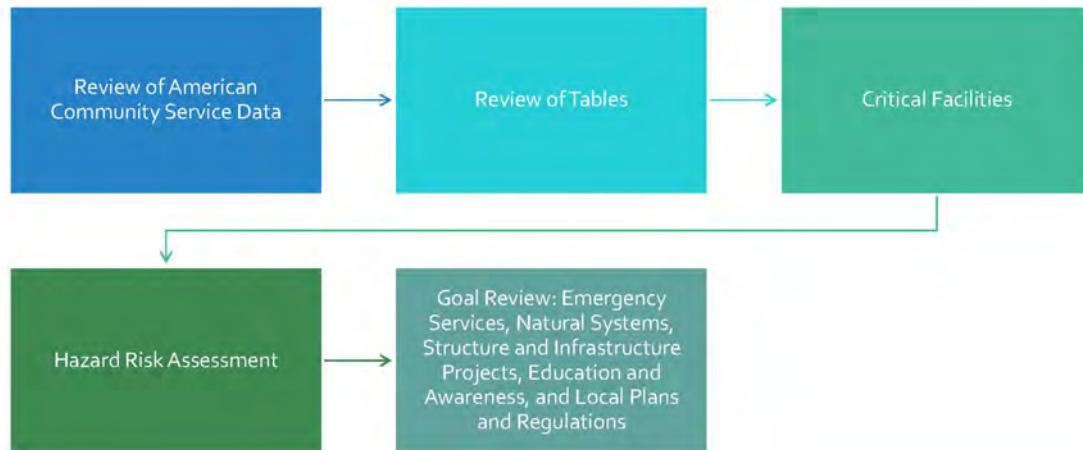 Review of American
Community Service Data
Review of Tables
Critical Facilities
Hazard Risk Assessment
Goal Review: Emergency
Services, Natural Systems,
Structure and Infrastructure
Projects, Education and
Awareness, and Local Plans
and Regulations